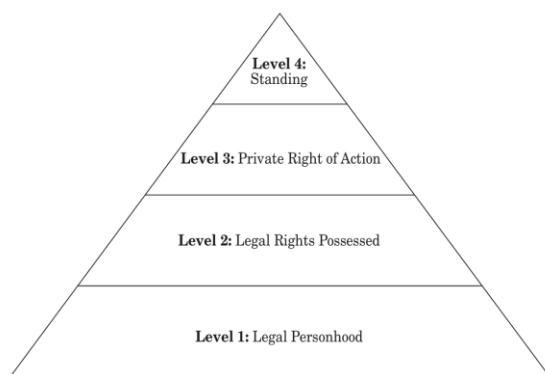 Level 4:
Standing
Level 3: Private Right of Action
Level 2: Legal Rights Possessed
Level 1: Legal Personhood